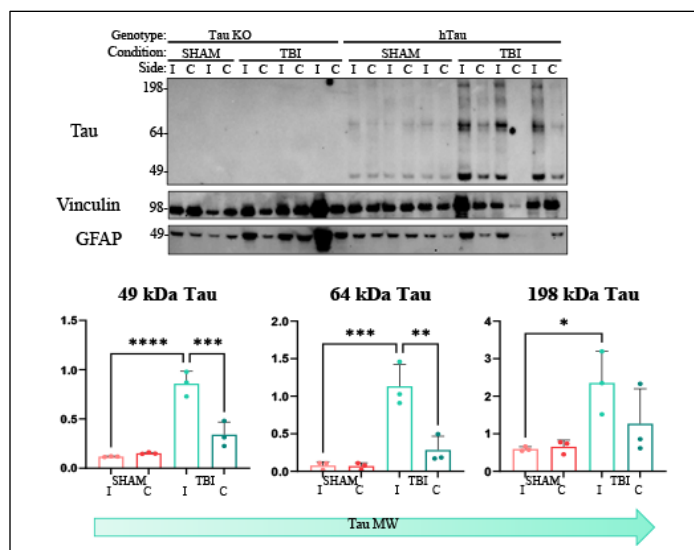 Genotype: Tau KO hTau
Condition: SHAM TBI SHAM TBI
Side: I C I C I C I C I C I C I C I C I C I C I C
198
Tau 64
49
Vinculin 98
GFAP 49
49 kDa Tau 64 kDa Tau 198 kDa Tau
1.5 2.0 4
**** *** *** ** *
1.5 3
1.0
1.0 2
0.5
0.5 1
0.0 0.0 0
SHAM TBI SHAM TBI SHAM TBI
I C I C I C I C I C I C
Tau MW